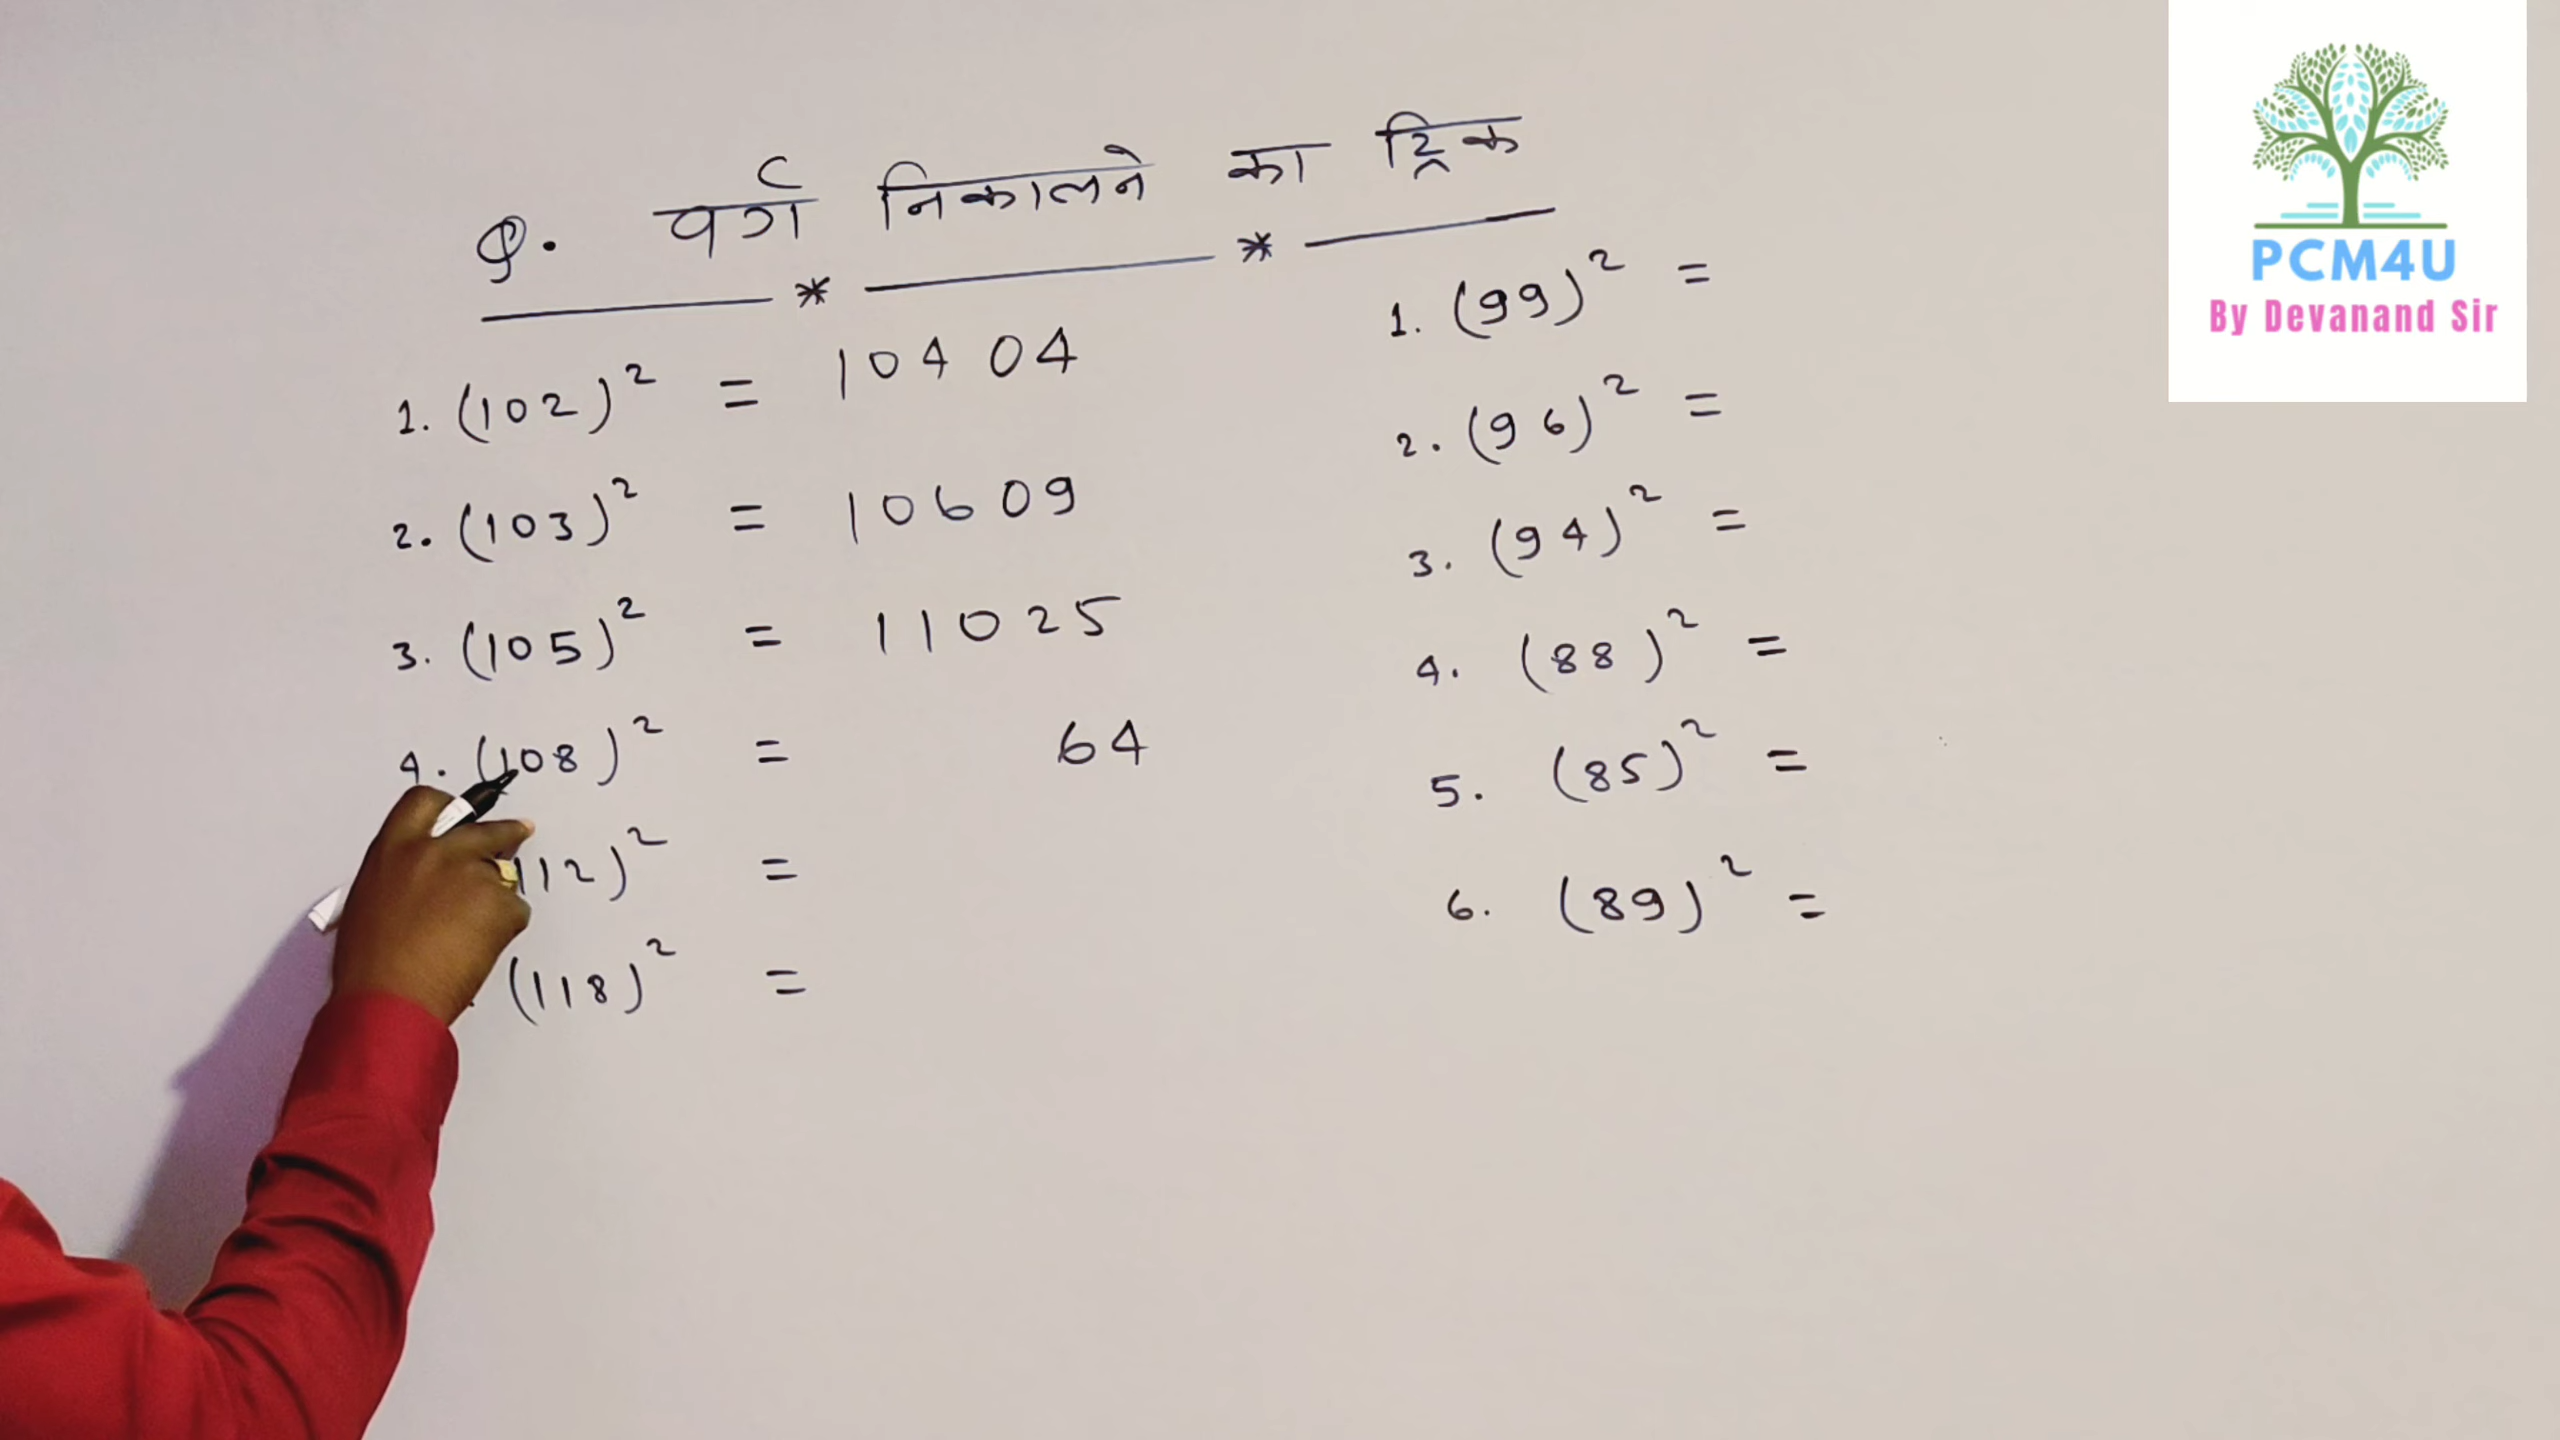 Q. वर्ग निकालने का ट्रिक
1. (102)² = 10404
2. (103)² = 10609
3. (105)² = 11025
4. (108)² = 64
112)² =
(118)² =
1. (99)² =
2. (96)² =
3. (94)² =
4. (88)² =
5. (85)² =
6. (89)² =
PCM4U
By Devanand Sir